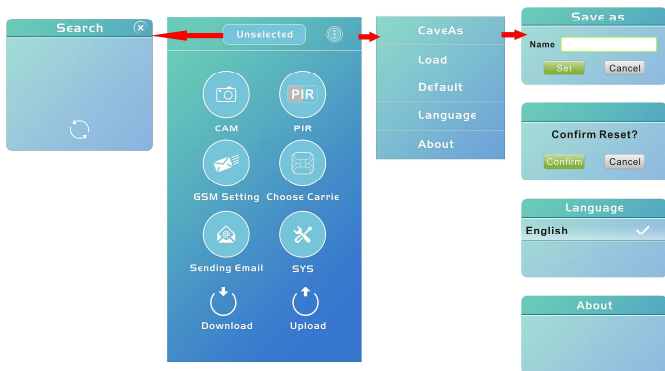 Search
Unselected
CAM
PIR
PIR
GSM Setting
Choose Carrie
@
Sending Email
SYS
Download
Upload
CaveAs
Load
Default
Language
About
Save as
Name
Set
Cancel
Confirm Reset?
Confirm
Cancel
Language
English
About